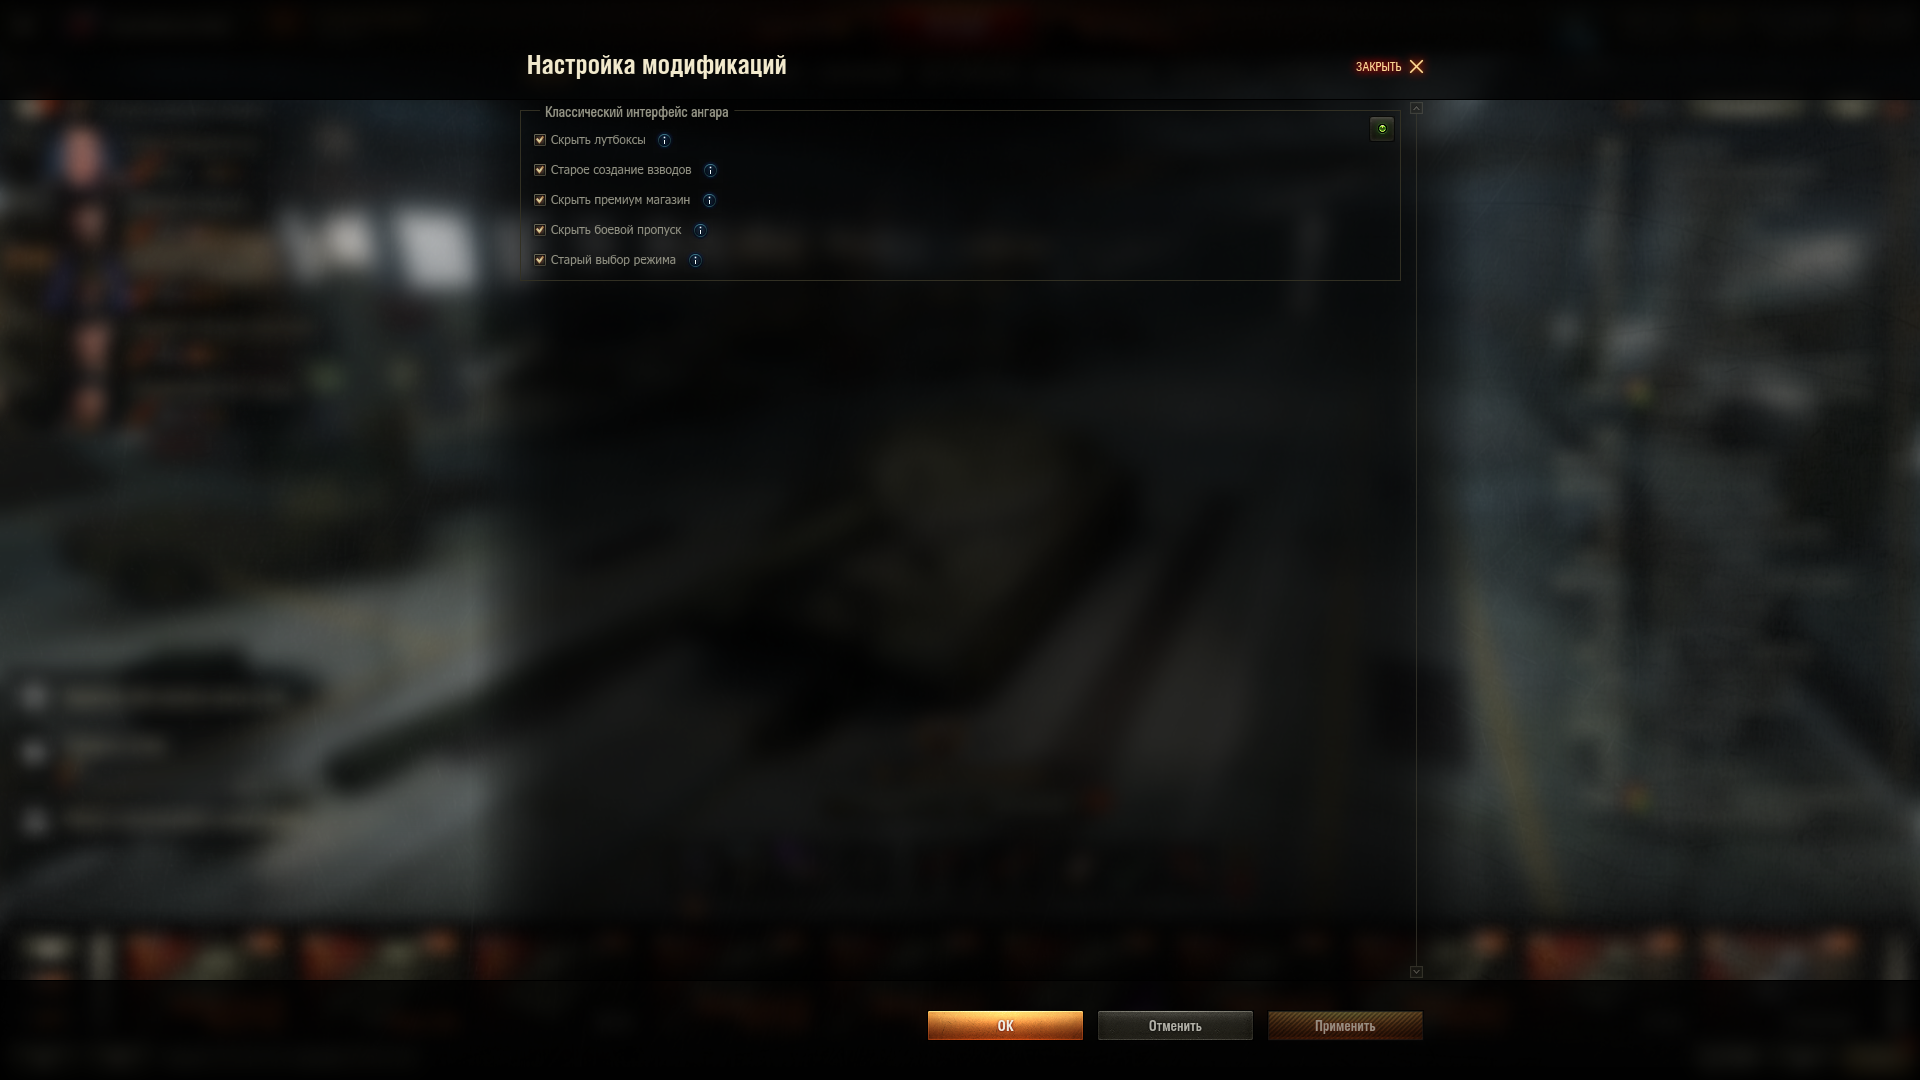 Настройка модификаций
ЗАКРЫТЬ
Классический интерфейс ангара
Скрыть лутбоксы
Старое создание взводов
Скрыть премиум магазин
Скрыть боевой пропуск
Старый выбор режима
ОК
Отменить
Применить